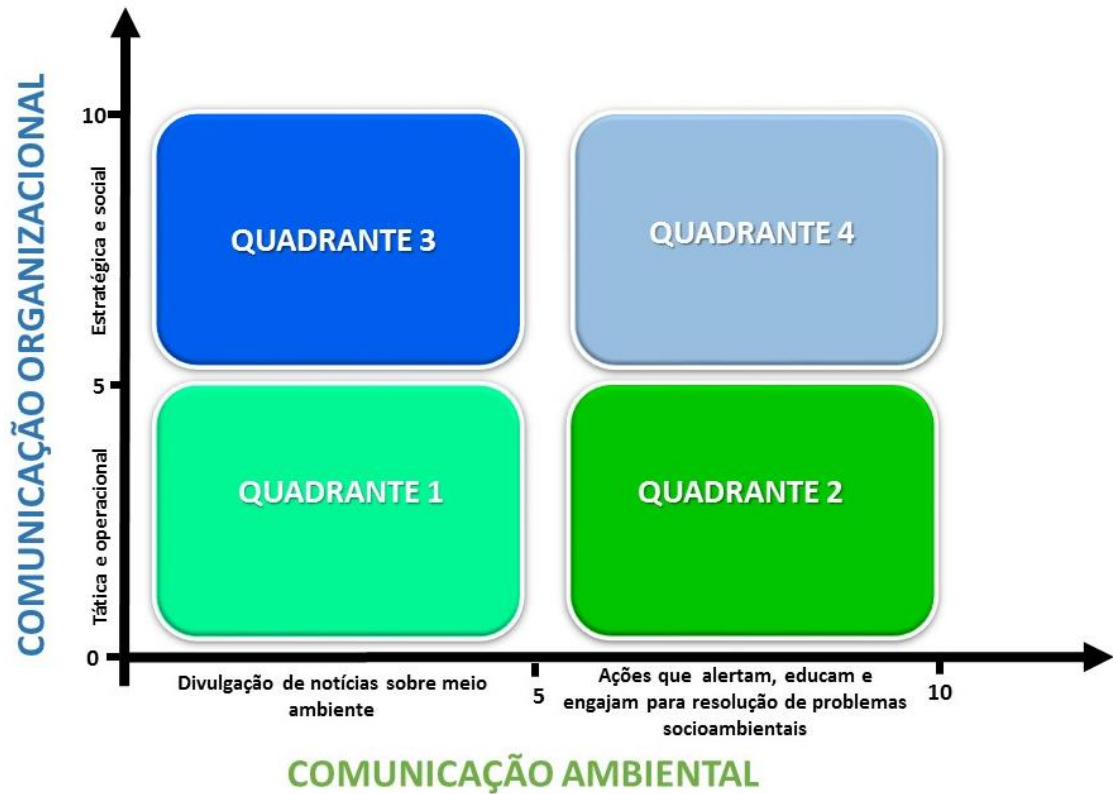 COMUNICAÇÃO ORGANIZACIONAL
10
Estratégica e social
QUADRANTE 3
QUADRANTE 4
5
Tática e operacional
QUADRANTE 1
QUADRANTE 2
0
Divulgação de notícias sobre meio
ambiente
5
Ações que alertam, educam e
engajam para resolução de problemas
socioambientais
10
COMUNICAÇÃO AMBIENTAL